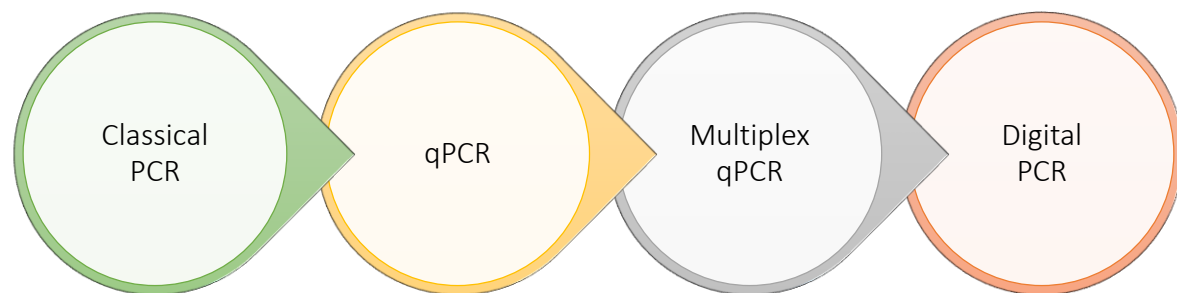 Classical
PCR
qPCR
Multiplex
qPCR
Digital
PCR